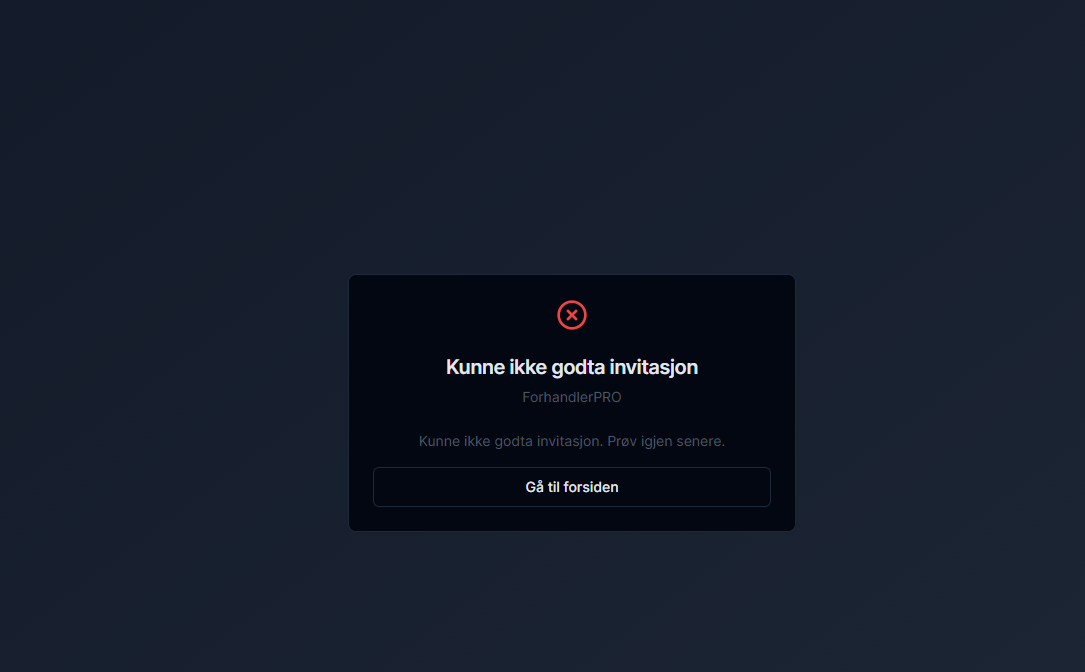 Kunne ikke godta invitasjon
ForhandlerPRO
Kunne ikke godta invitasjon. Prøv igjen senere.
Gå til forsiden